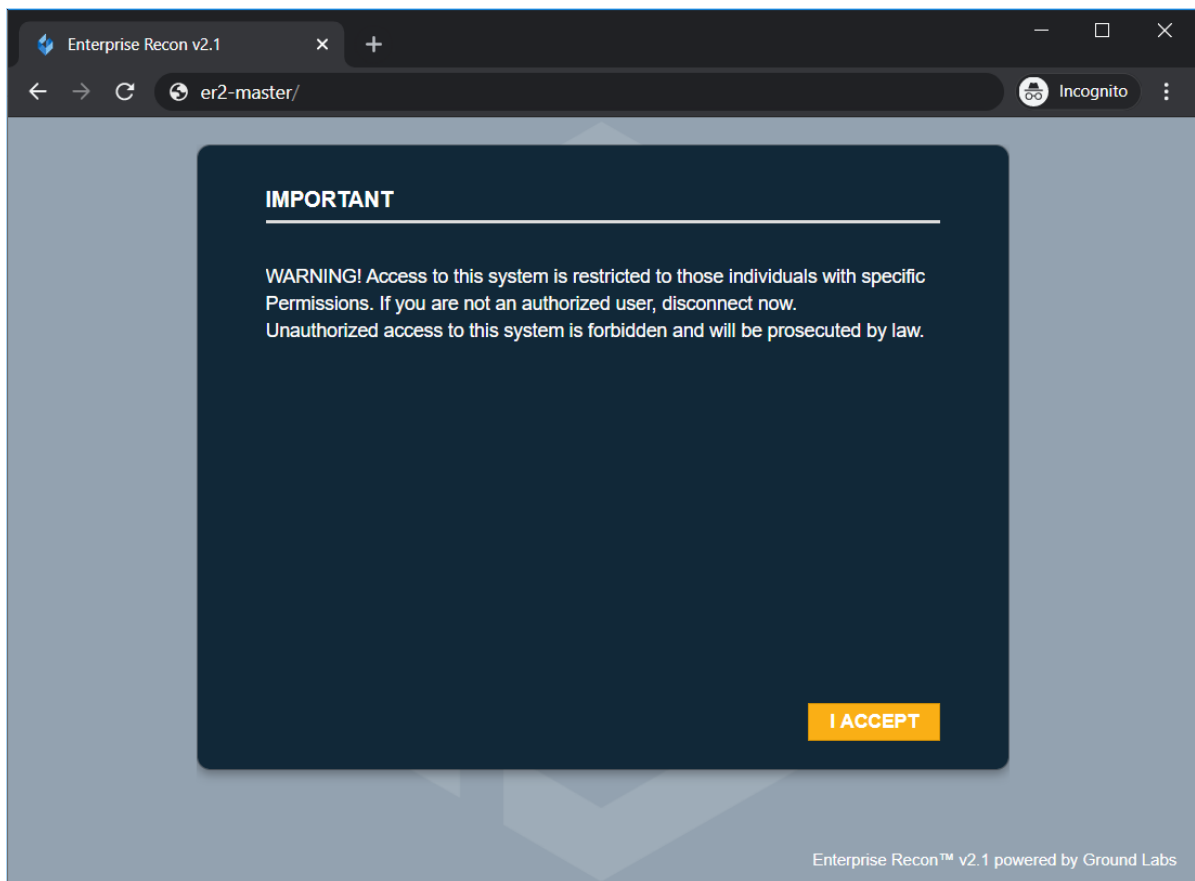 Enterprise Recon v2.1
er2-master/
Incognito
IMPORTANT
WARNING! Access to this system is restricted to those individuals with specific
Permissions. If you are not an authorized user, disconnect now.
Unauthorized access to this system is forbidden and will be prosecuted by law.
I ACCEPT
Enterprise Recon™ v2.1 powered by Ground Labs